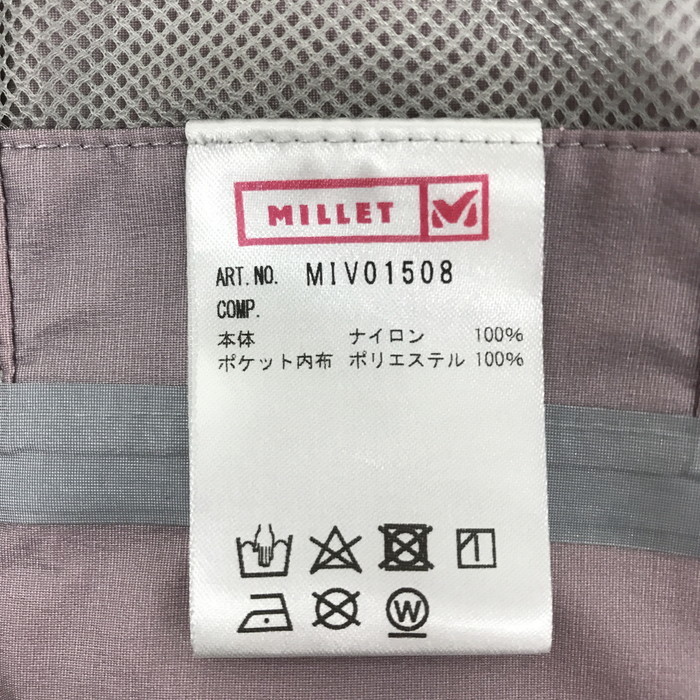 MILLET
ART.NO. MIV01508
COMP.
本体 ナイロン 100%
ポケット内布 ポリエステル 100%
W